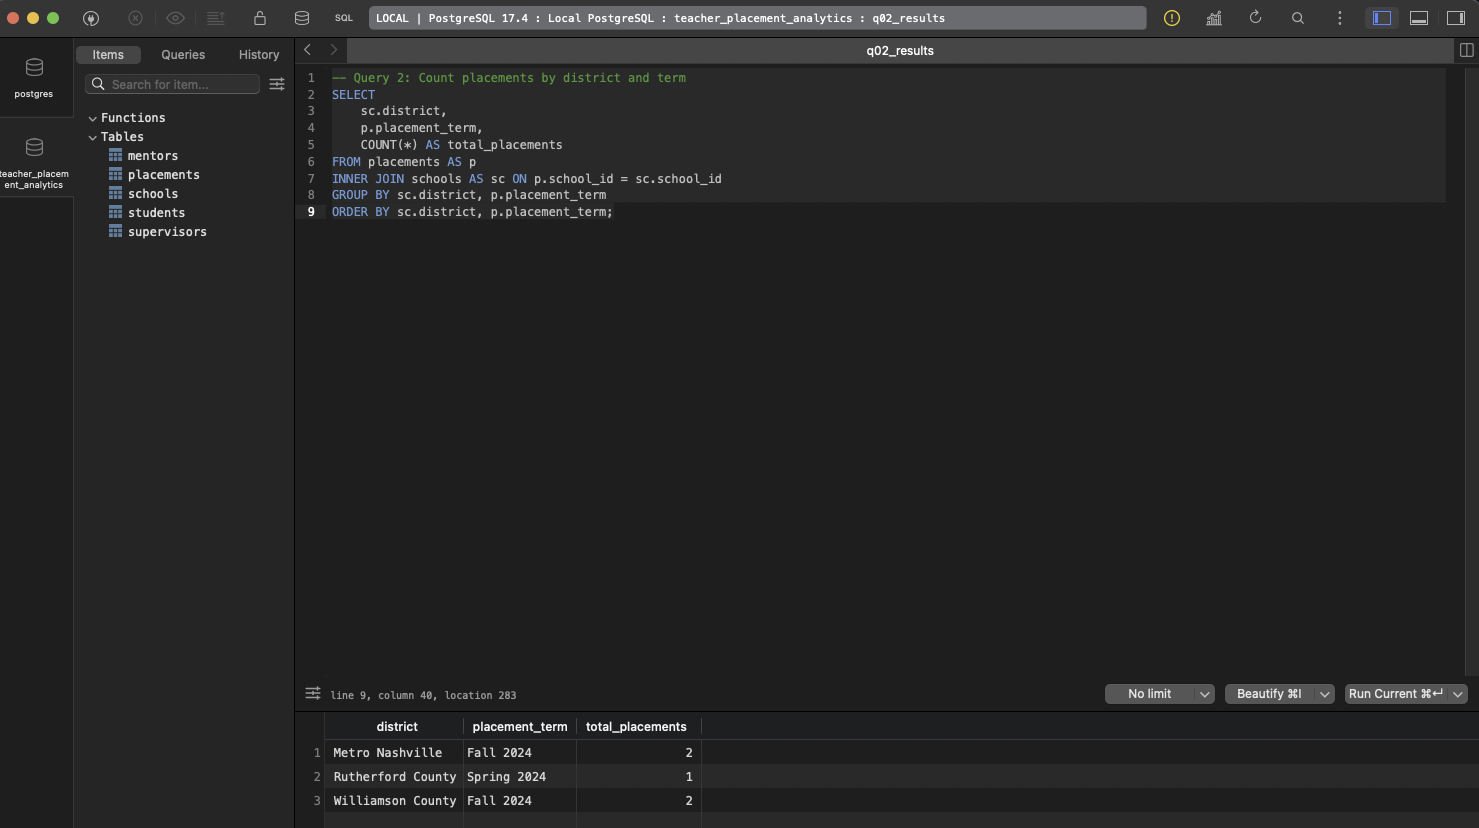 SQL
LOCAL | PostgreSQL 17.4 : Local PostgreSQL : teacher_placement_analytics : q02_results
postgres
teacher_placem
ent_analytics
Items
Queries
History
Search for item...
Functions
Tables
mentors
placements
schools
students
supervisors
q02_results
1 -- Query 2: Count placements by district and term
2 SELECT
3 sc.district,
4 p.placement_term,
5 COUNT(*) AS total_placements
6 FROM placements AS p
7 INNER JOIN schools AS sc ON p.school_id = sc.school_id
8 GROUP BY sc.district, p.placement_term
9 ORDER BY sc.district, p.placement_term;
line 9, column 40, location 283
No limit
Beautify ⌘I
Run Current ⌘↵
district placement_term total_placements
1 Metro Nashville Fall 2024 2
2 Rutherford County Spring 2024 1
3 Williamson County Fall 2024 2